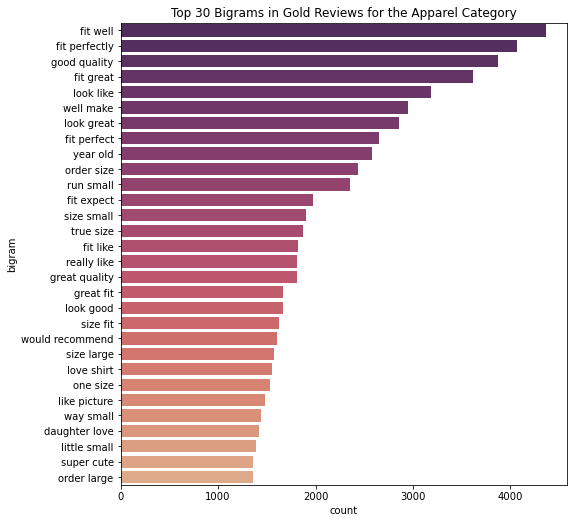 Top 30 Bigrams in Gold Reviews for the Apparel Category
fit well
fit perfectly
good quality
fit great
look like
well make
look great
fit perfect
year old
order size
run small
fit expect
size small
true size
fit like
really like
great quality
great fit
look good
size fit
would recommend
size large
love shirt
one size
like picture
way small
daughter love
little small
super cute
order large
bigram
0 1000 2000 3000 4000
count